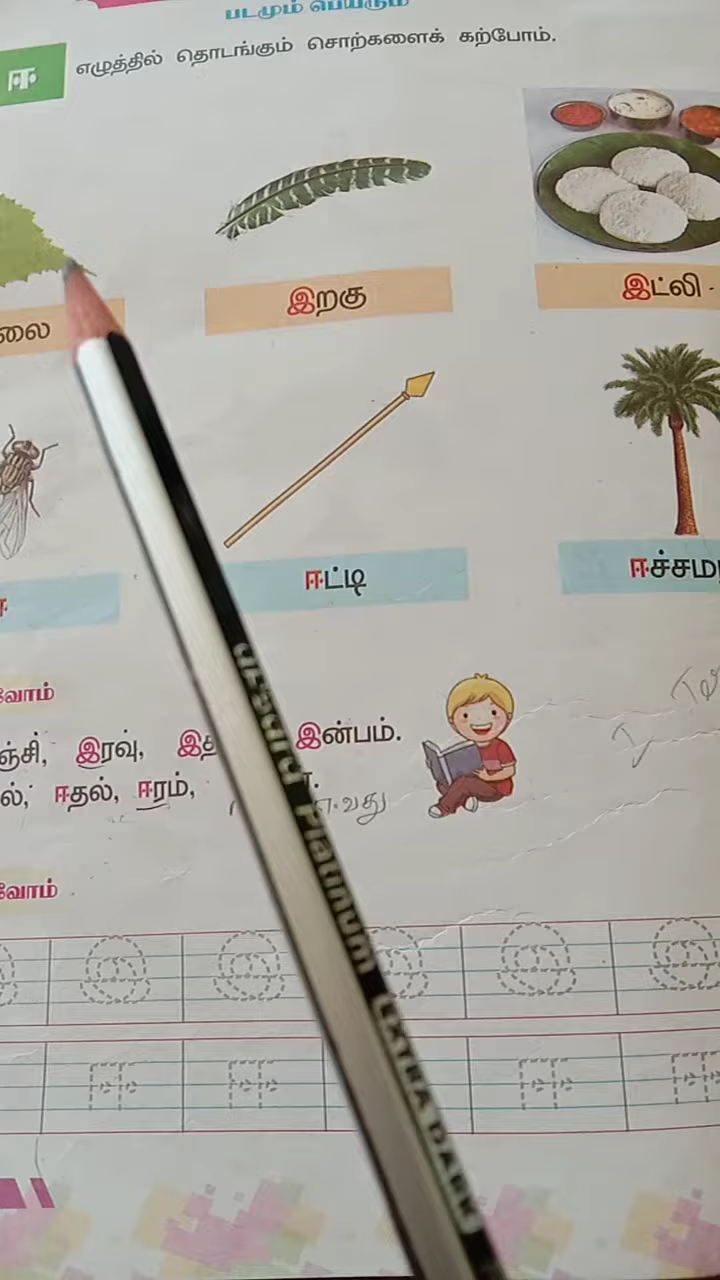 படமும் பெயரும்
ஈ எழுத்தில் தொடங்கும் சொற்களைக் கற்போம்.
லை இறகு இட்லி
ஈட்டி ஈச்சம
வோம்
ஞ்சி, இரவு, இன்பம்.
ல், ஈதல், ஈரம்,
வோம்
இ இ இ இ
ஈ ஈ ஈ ஈ
Platinum EXTRA DARK